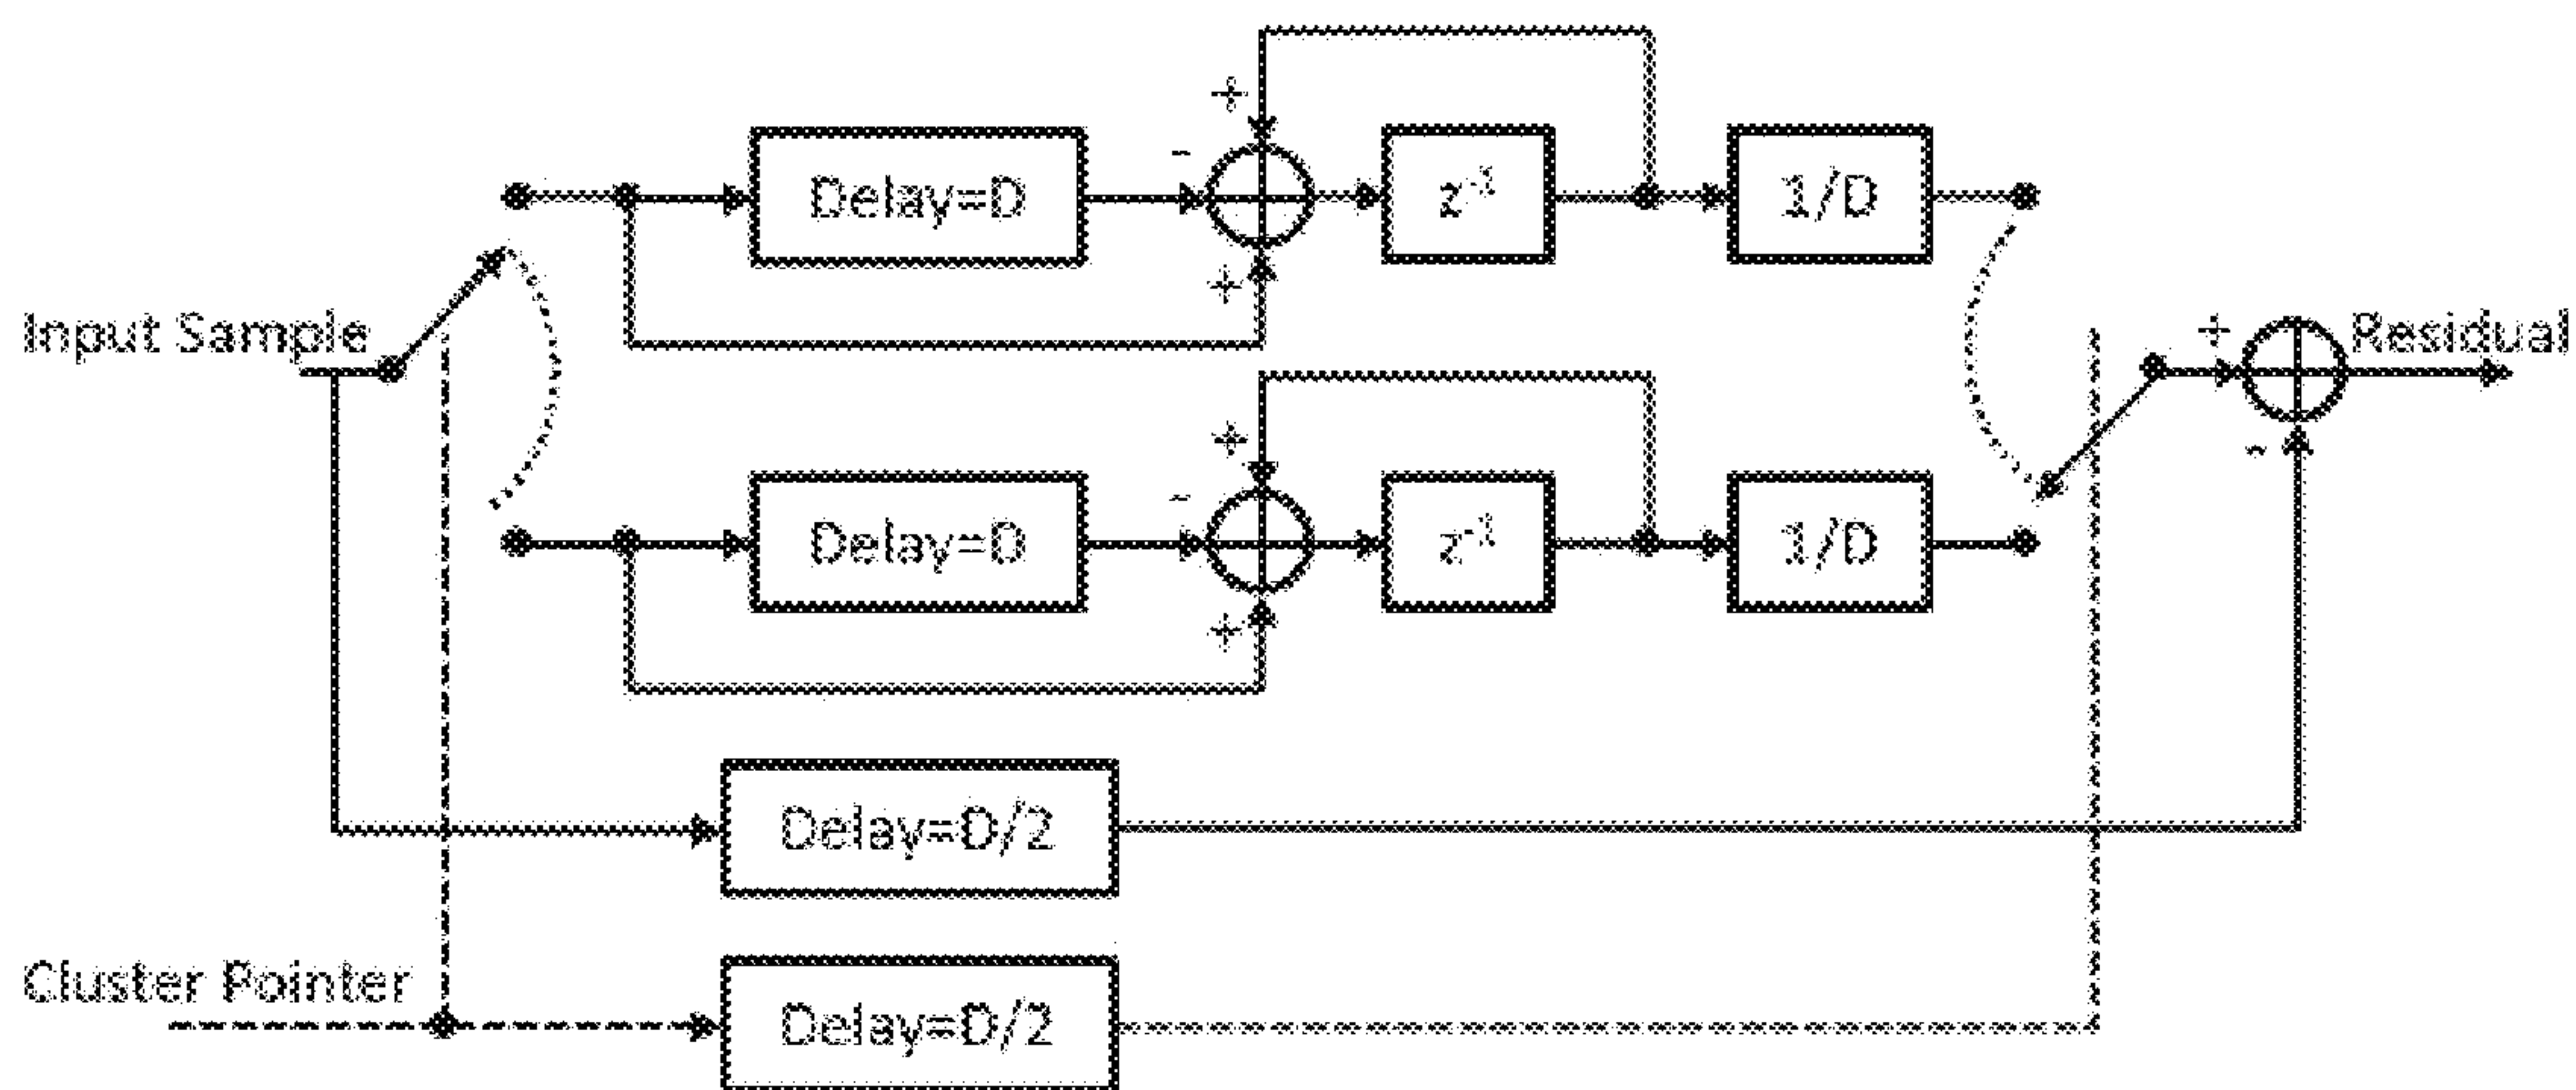 +
-
Delay=D
z⁻¹
1/D
+
Input Sample
+
Residual
+
-
-
Delay=D
z⁻¹
1/D
+
Delay=D/2
Cluster Pointer
Delay=D/2